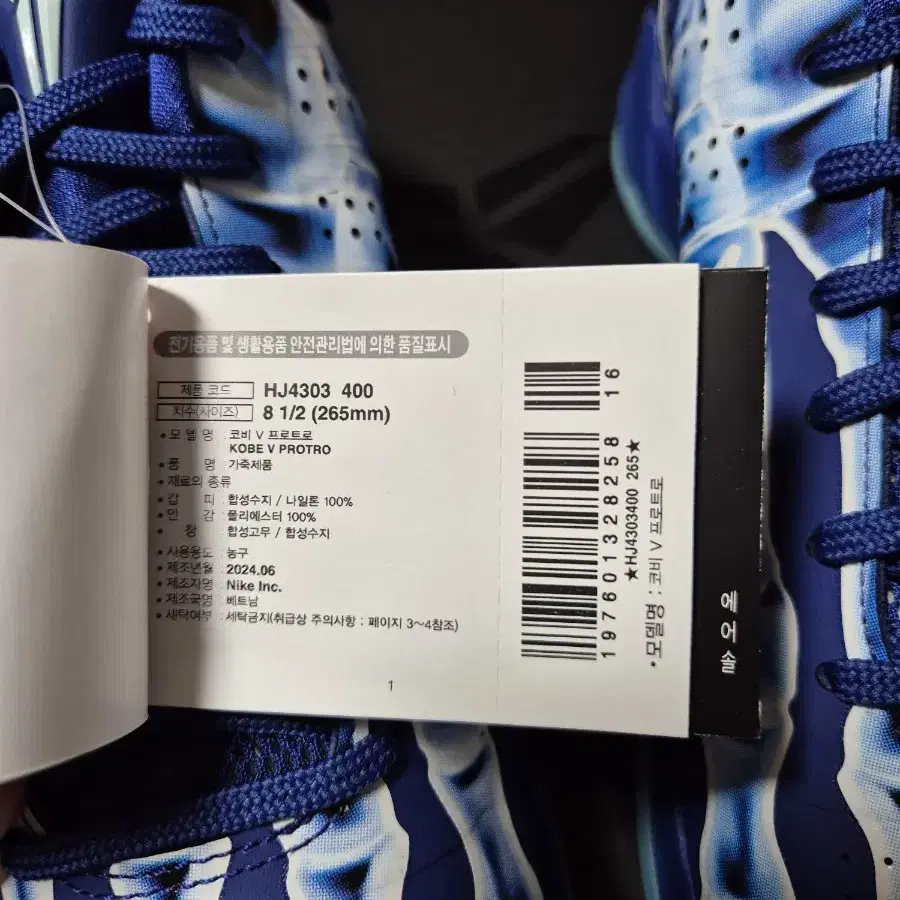 전기용품 및 생활용품 안전관리법에 의한 품질표시
제품 코드 HJ4303 400
치수(사이즈) 8 1/2 (265mm)
• 모 델 명 : 코비 V 프로트로
KOBE V PROTRO
• 품 명 : 가죽제품
• 재료의 종류
• 갑 피 : 합성수지 / 나일론 100%
• 안 감 : 폴리에스터 100%
• 창 : 합성고무 / 합성수지
• 사용용도 : 농구
• 제조년월 : 2024.06
• 제조자명 : Nike Inc.
• 제조국명 : 베트남
• 세탁여부 : 세탁금지(취급상 주의사항 : 페이지 3~4참조)
1
16
197601328258
★HJ4303400 265★
• 모델명 : 코비 V 프로트로
에어솔